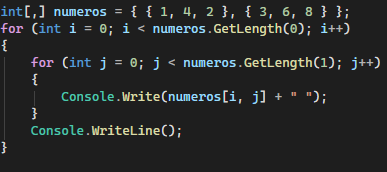 int[,] numeros = { { 1, 4, 2 }, { 3, 6, 8 } };
for (int i = 0; i < numeros.GetLength(0); i++)
{
    for (int j = 0; j < numeros.GetLength(1); j++)
    {
        Console.Write(numeros[i, j] + " ");
    }
    Console.WriteLine();
}